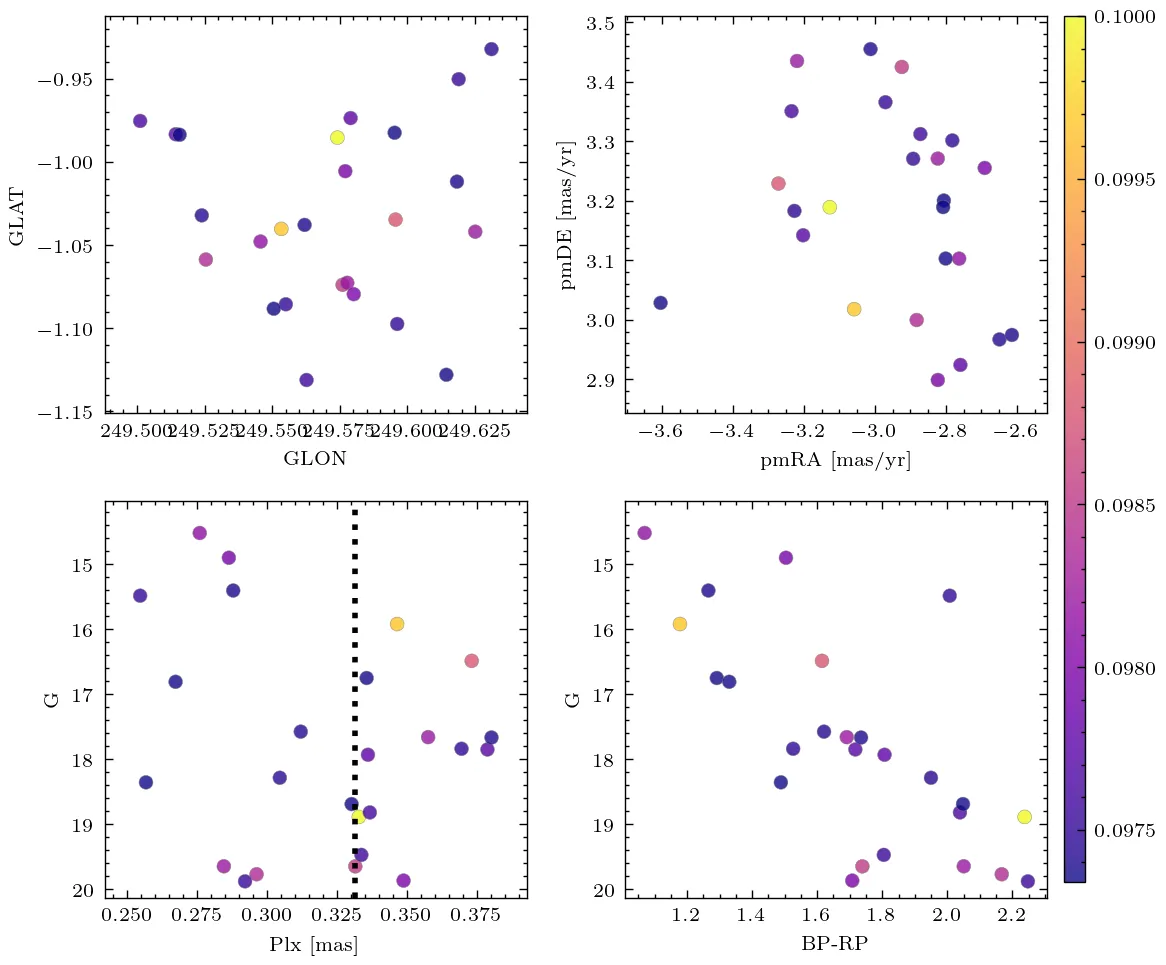 −0.95
−1.00
−1.05
−1.10
−1.15
GLAT
249.500 249.525 249.550 249.575 249.600 249.625
GLON
3.5
3.4
3.3
3.2
3.1
3.0
2.9
pmDE [mas/yr]
−3.6 −3.4 −3.2 −3.0 −2.8 −2.6
pmRA [mas/yr]
0.1000
0.0995
0.0990
0.0985
0.0980
0.0975
15
16
17
18
19
20
G
0.250 0.275 0.300 0.325 0.350 0.375
Plx [mas]
15
16
17
18
19
20
G
1.2 1.4 1.6 1.8 2.0 2.2
BP-RP